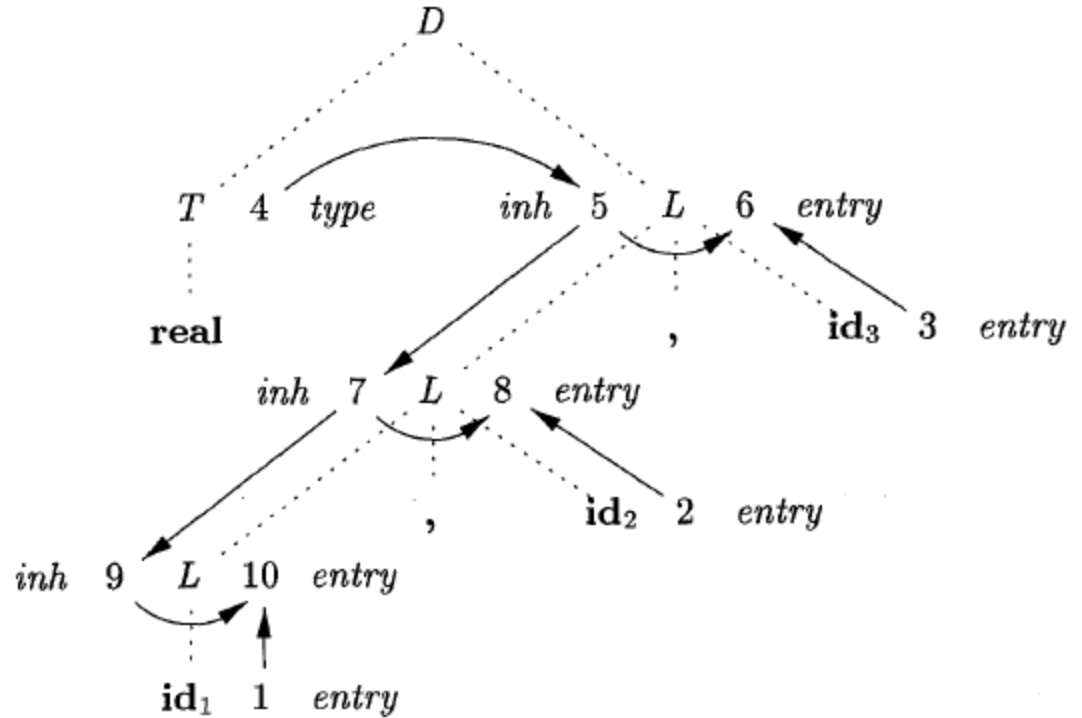 D
T 4 type inh 5 L 6 entry
real , id₃ 3 entry
inh 7 L 8 entry
, id₂ 2 entry
inh 9 L 10 entry
id₁ 1 entry